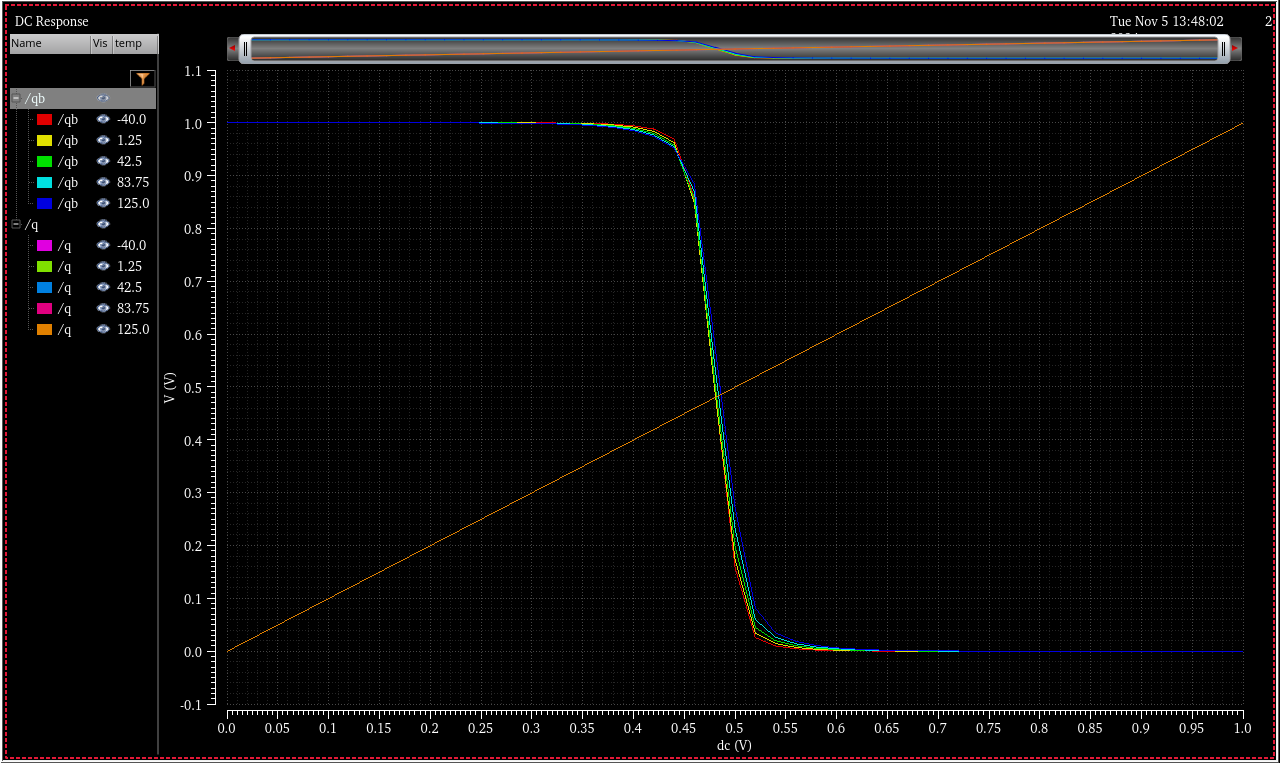 DC Response
Tue Nov 5 13:48:02 2
Name Vis temp
/qb
/qb -40.0
/qb 1.25
/qb 42.5
/qb 83.75
/qb 125.0
/q
/q -40.0
/q 1.25
/q 42.5
/q 83.75
/q 125.0
V (V)
1.1
1.0
0.9
0.8
0.7
0.6
0.5
0.4
0.3
0.2
0.1
0.0
-0.1
0.0 0.05 0.1 0.15 0.2 0.25 0.3 0.35 0.4 0.45 0.5 0.55 0.6 0.65 0.7 0.75 0.8 0.85 0.9 0.95 1.0
dc (V)